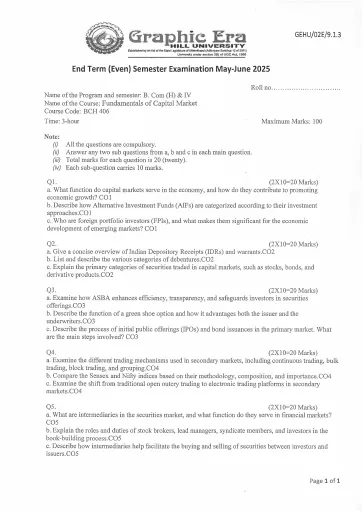 GEHU/02E/9.1.3
Graphic Era
HILL UNIVERSITY
End Term (Even) Semester Examination May-June 2025
Roll no..............................
Name of the Program and semester: B. Com (H) & IV
Name of the Course: Fundamentals of Capital Market
Course Code: BCH 406
Time: 3-hour Maximum Marks: 100
Note:
(i) All the questions are compulsory.
(ii) Answer any two sub questions from a, b and c in each main question.
(iii) Total marks for each question is 20 (twenty).
(iv) Each sub-question carries 10 marks.
Q1. (2X10=20 Marks)
a. What function do capital markets serve in the economy, and how do they contribute to promoting
economic growth? CO1
b. Describe how Alternative Investment Funds (AIFs) are categorized according to their investment
approaches.CO1
c. Who are foreign portfolio investors (FPIs), and what makes them significant for the economic
development of emerging markets? CO1
Q2. (2X10=20 Marks)
a. Give a concise overview of Indian Depository Receipts (IDRs) and warrants.CO2
b. List and describe the various categories of debentures.CO2
c. Explain the primary categories of securities traded in capital markets, such as stocks, bonds, and
derivative products.CO2
Q3. (2X10=20 Marks)
a. Examine how ASBA enhances efficiency, transparency, and safeguards investors in securities
offerings.CO3
b. Describe the function of a green shoe option and how it advantages both the issuer and the
underwriters.CO3
c. Describe the process of initial public offerings (IPOs) and bond issuances in the primary market. What
are the main steps involved? CO3
Q4. (2X10=20 Marks)
a. Examine the different trading mechanisms used in secondary markets, including continuous trading, bulk
trading, block trading, and grouping.CO4
b. Compare the Sensex and Nifty indices based on their methodology, composition, and importance.CO4
c. Examine the shift from traditional open outcry trading to electronic trading platforms in secondary
markets.CO4
Q5. (2X10=20 Marks)
a. What are intermediaries in the securities market, and what function do they serve in financial markets?
CO5
b. Explain the roles and duties of stock brokers, lead managers, syndicate members, and investors in the
book-building process.CO5
c. Describe how intermediaries help facilitate the buying and selling of securities between investors and
issuers.CO5
Page 1 of 1